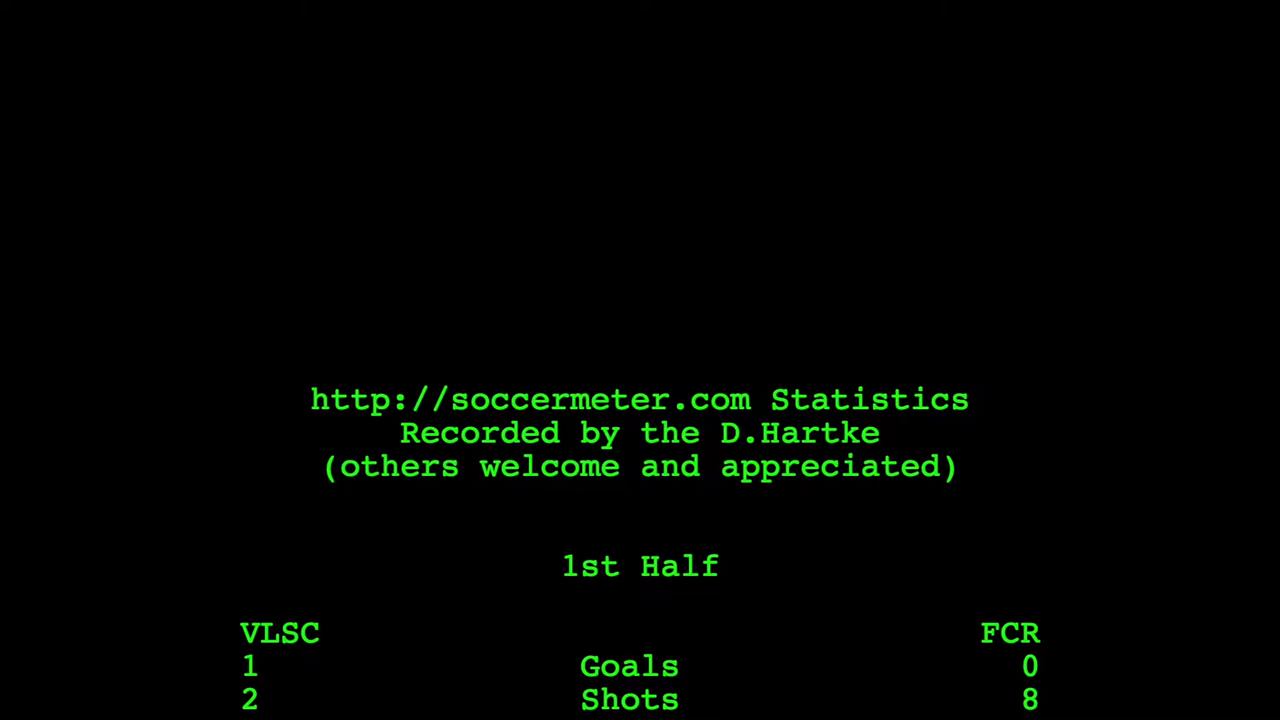 http://soccermeter.com Statistics
Recorded by the D.Hartke
(others welcome and appreciated)
1st Half
VLSC FCR
1 Goals 0
2 Shots 8